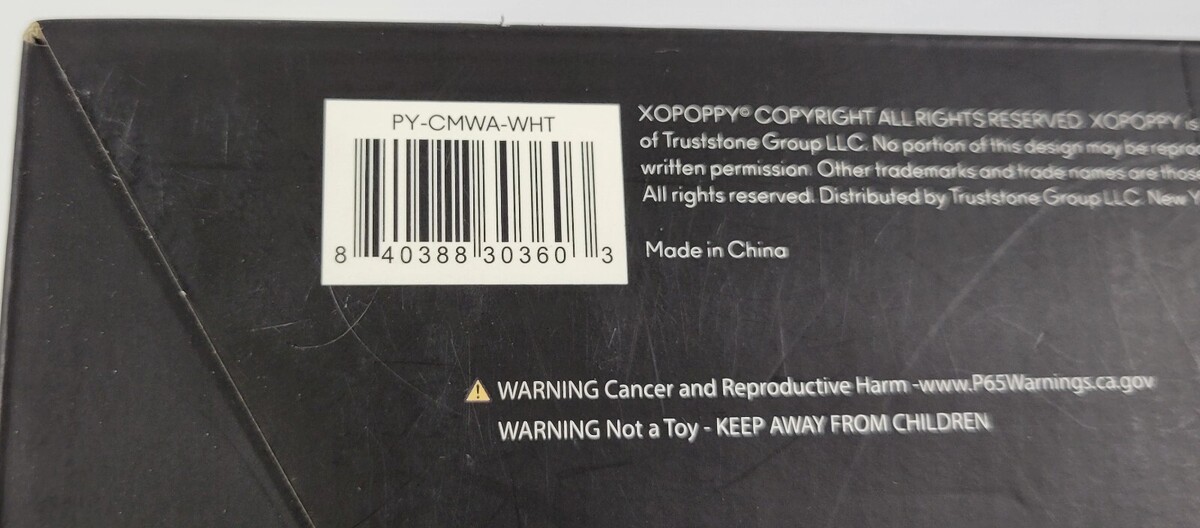 PY-CMWA-WHT
8 40388 30360 3
XOPOPPY® COPYRIGHT ALL RIGHTS RESERVED. XOPOPPY is
of Truststone Group LLC. No portion of this design may be
written permission. Other trademarks and trade names are
All rights reserved. Distributed by Truststone Group LLC. New
Made in China
WARNING Cancer and Reproductive Harm -www.P65Warnings.ca.gov
WARNING Not a Toy - KEEP AWAY FROM CHILDREN